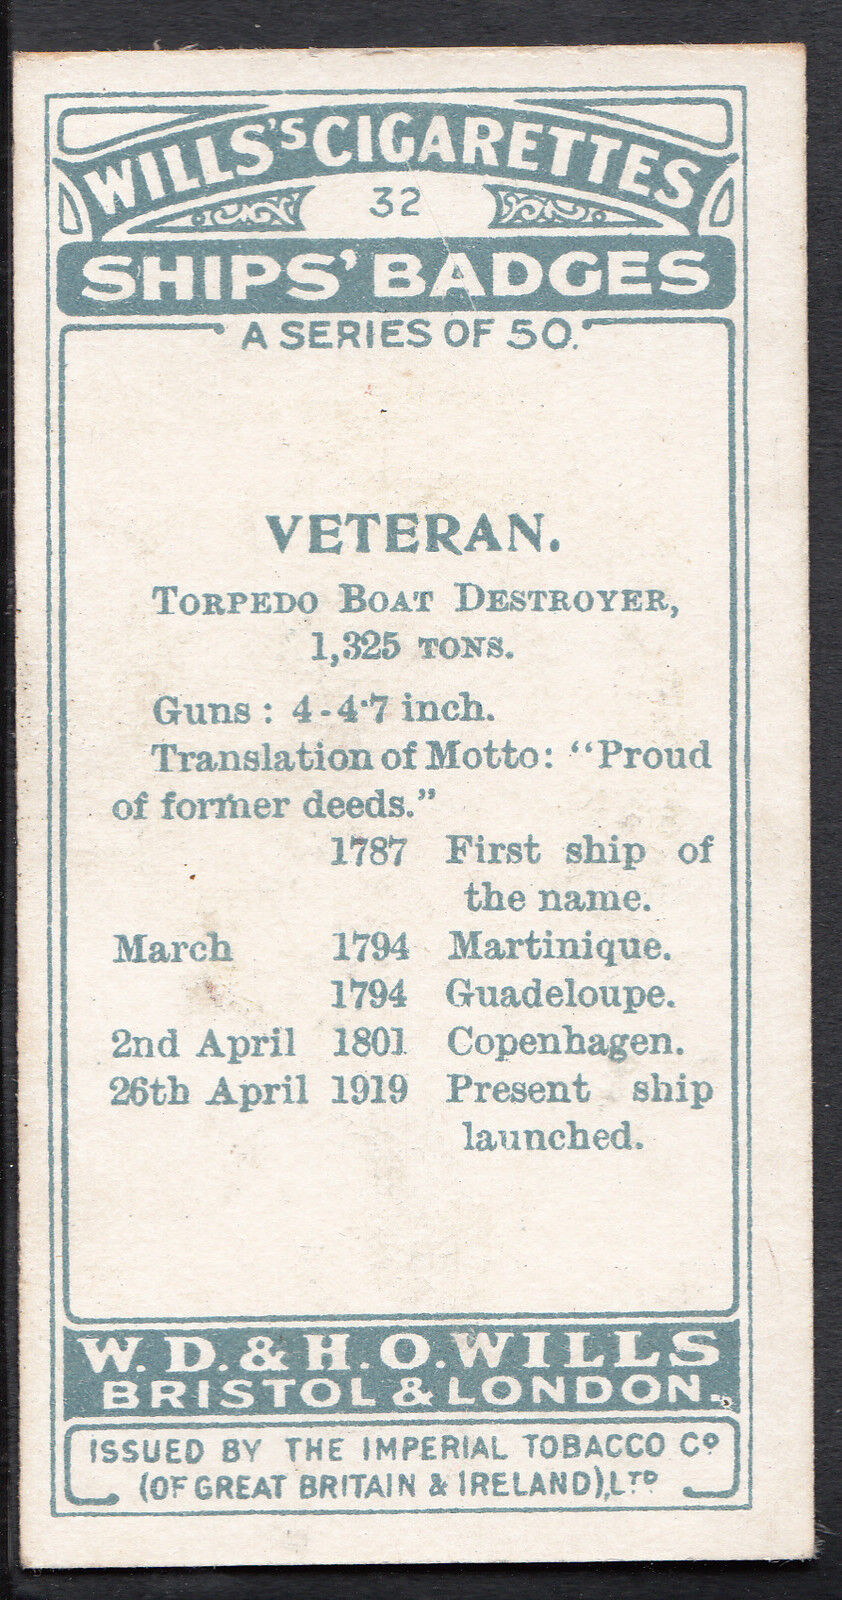 WILLS'S CIGARETTES
32
SHIPS' BADGES
A SERIES OF 50.
VETERAN.
TORPEDO BOAT DESTROYER,
1,325 TONS.
Guns: 4-4·7 inch.
Translation of Motto: "Proud
of former deeds."
1787 First ship of
the name.
March 1794 Martinique.
1794 Guadeloupe.
2nd April 1801 Copenhagen.
26th April 1919 Present ship
launched.
W. D. & H. O. WILLS
BRISTOL & LONDON.
ISSUED BY THE IMPERIAL TOBACCO Cº
(OF GREAT BRITAIN & IRELAND), LTD